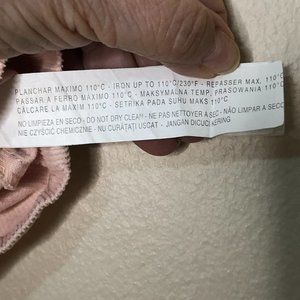 PLANCHAR MAXIMO 110°C - IRON UP TO 110°C/230°F - REPASSER MAX. 110°C
PASSAR A FERRO MAXIMO 110°C - MAKSYMALNA TEMP. PRASOWANIA 110°C
CĂLCARE LA MAXIM 110°C - SETRIKA PADA SUHU MAKS 110°C
NO LIMPIEZA EN SECO - DO NOT DRY CLEAN - NE PAS NETTOYER A SEC - NÃO LIMPAR A SECO
NIE CZYŚCIĆ CHEMICZNIE - NU CURĂȚAȚI USCAT - JANGAN DICUCI KERING